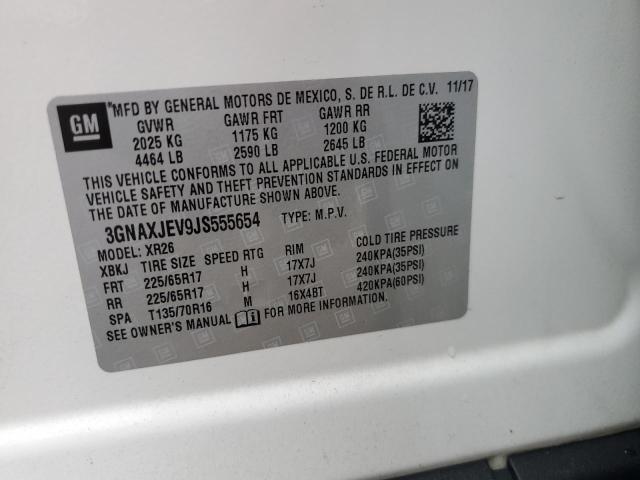 GM
*MFD BY GENERAL MOTORS DE MEXICO, S. DE R.L. DE C.V. 11/17
GVWR GAWR FRT GAWR RR
2025 KG 1175 KG 1200 KG
4464 LB 2590 LB 2645 LB
THIS VEHICLE CONFORMS TO ALL APPLICABLE U.S. FEDERAL MOTOR
VEHICLE SAFETY AND THEFT PREVENTION STANDARDS IN EFFECT ON
THE DATE OF MANUFACTURE SHOWN ABOVE.
3GNAXJEV9JS555654 TYPE: M.P.V.
MODEL: XR26
XBKJ TIRE SIZE SPEED RTG RIM COLD TIRE PRESSURE
FRT 225/65R17 H 17X7J 240KPA(35PSI)
RR 225/65R17 H 17X7J 240KPA(35PSI)
SPA T135/70R16 M 16X4BT 420KPA(60PSI)
SEE OWNER'S MANUAL FOR MORE INFORMATION.